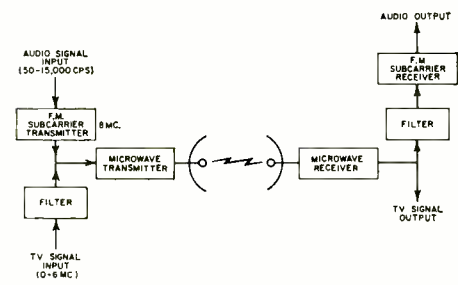 AUDIO SIGNAL
INPUT
(50-15,000 CPS)
F.M.
SUBCARRIER
TRANSMITTER
8 MC.
MICROWAVE
TRANSMITTER
FILTER
TV SIGNAL
INPUT
(0-6 MC)
AUDIO OUTPUT
F.M.
SUBCARRIER
RECEIVER
FILTER
MICROWAVE
RECEIVER
TV SIGNAL
OUTPUT